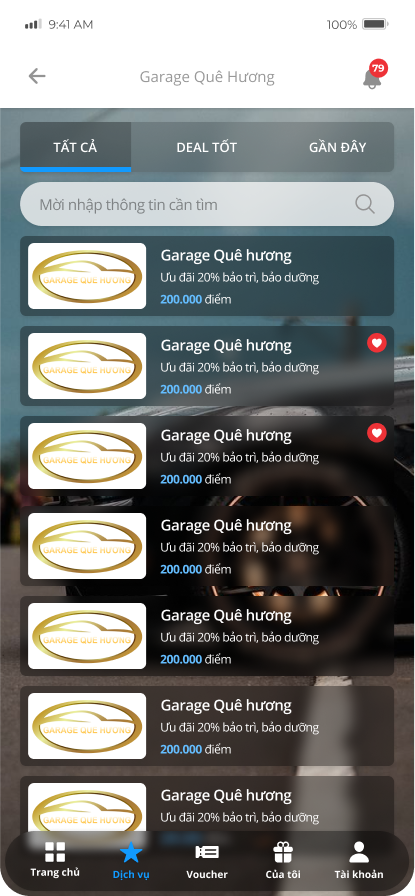 9:41 AM 100%
Garage Quê Hương
79
TẤT CẢ DEAL TỐT GẦN ĐÂY
Mời nhập thông tin cần tìm
GARAGE QUÊ HƯƠNG
Garage Quê hương
Ưu đãi 20% bảo trì, bảo dưỡng
200.000 điểm
GARAGE QUÊ HƯƠNG
Garage Quê hương
Ưu đãi 20% bảo trì, bảo dưỡng
200.000 điểm
GARAGE QUÊ HƯƠNG
Garage Quê hương
Ưu đãi 20% bảo trì, bảo dưỡng
200.000 điểm
GARAGE QUÊ HƯƠNG
Garage Quê hương
Ưu đãi 20% bảo trì, bảo dưỡng
200.000 điểm
GARAGE QUÊ HƯƠNG
Garage Quê hương
Ưu đãi 20% bảo trì, bảo dưỡng
200.000 điểm
GARAGE QUÊ HƯƠNG
Garage Quê hương
Ưu đãi 20% bảo trì, bảo dưỡng
200.000 điểm
GARAGE QUÊ HƯƠNG
Garage Quê hương
Ưu đãi 20% bảo trì, bảo dưỡng
Trang chủ Dịch vụ Voucher Của tôi Tài khoản